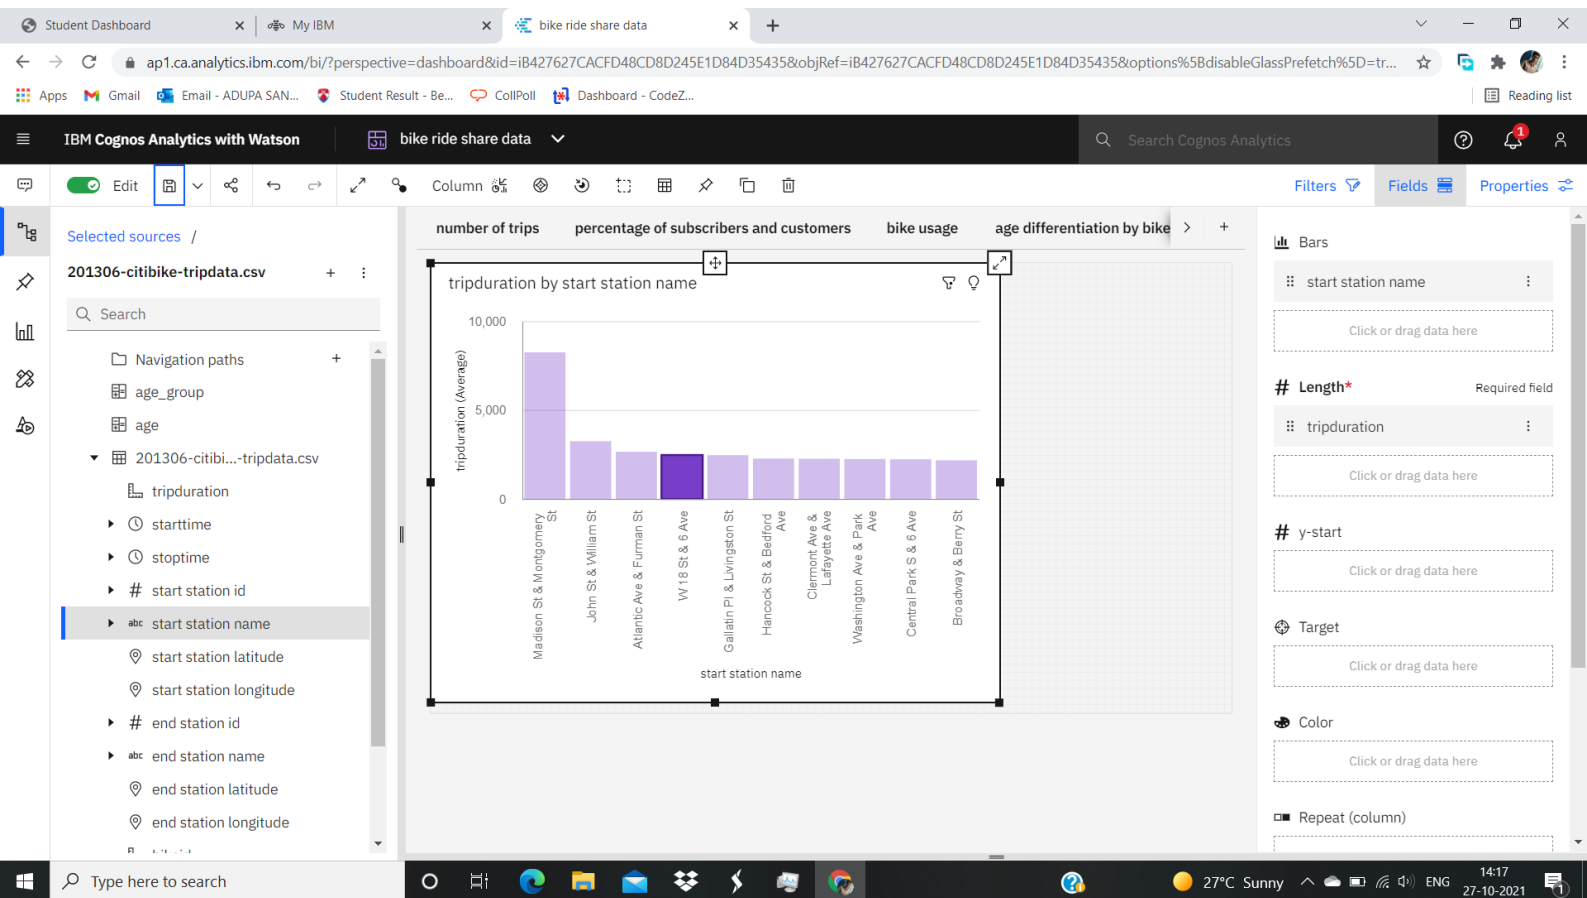 Student Dashboard
My IBM
bike ride share data
ap1.ca.analytics.ibm.com/bi/?perspective=dashboard&id=iB427627CACFD48CD8D245E1D84D35435&objRef=iB427627CACFD48CD8D245E1D84D35435&options%5BdisableGlassPrefetch%5D=tr...
Apps
Gmail
Email - ADUPA SAN...
Student Result - Be...
CollPoll
Dashboard - CodeZ...
Reading list
IBM Cognos Analytics with Watson
bike ride share data
Search Cognos Analytics
1
Edit
Column
Filters
Fields
Properties
Selected sources /
201306-citibike-tripdata.csv
Search
Navigation paths
age_group
age
201306-citibi...-tripdata.csv
tripduration
starttime
stoptime
# start station id
abc start station name
start station latitude
start station longitude
# end station id
abc end station name
end station latitude
end station longitude
number of trips
percentage of subscribers and customers
bike usage
age differentiation by bike
tripduration by start station name
10,000
5,000
0
tripduration (Average)
Madison St & Montgomery St
John St & William St
Atlantic Ave & Furman St
W 18 St & 6 Ave
Gallatin Pl & Livingston St
Hancock St & Bedford Ave
Clermont Ave & Lafayette Ave
Washington Ave & Park Ave
Central Park S & 6 Ave
Broadway & Berry St
start station name
Bars
start station name
Click or drag data here
# Length*
Required field
tripduration
Click or drag data here
# y-start
Click or drag data here
Target
Click or drag data here
Color
Click or drag data here
Repeat (column)
Type here to search
27°C Sunny
ENG
14:17
27-10-2021
1